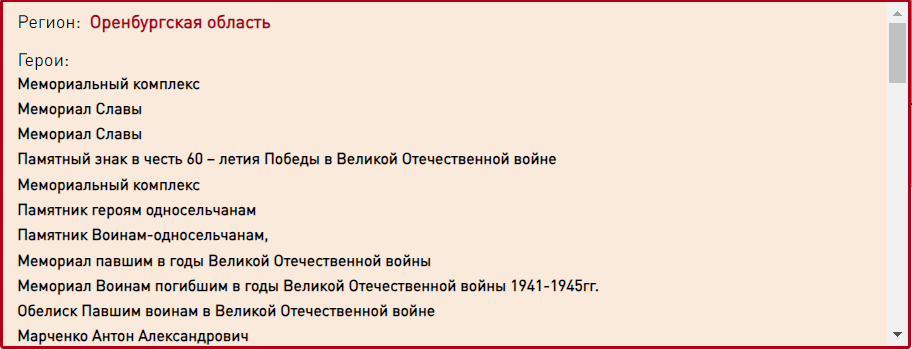 Регион: Оренбургская область
Герои:
Мемориальный комплекс
Мемориал Славы
Мемориал Славы
Памятный знак в честь 60 – летия Победы в Великой Отечественной войне
Мемориальный комплекс
Памятник героям односельчанам
Памятник Воинам-односельчанам,
Мемориал павшим в годы Великой Отечественной войны
Мемориал Воинам погибшим в годы Великой Отечественной войны 1941-1945гг.
Обелиск Павшим воинам в Великой Отечественной войне
Марченко Антон Александрович